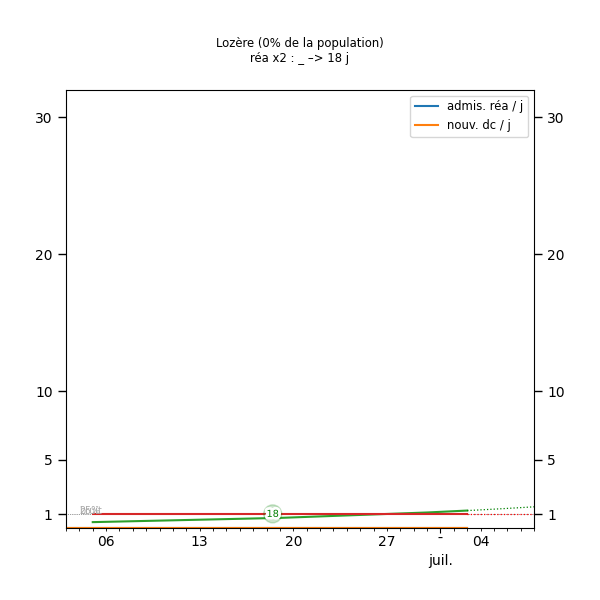 Lozère (0% de la population)
réa x2 : _ –> 18 j
admis. réa / j
nouv. dc / j
30 30
20 20
10 10
5 5
1 18 1
06 13 20 27 - 04
juil.